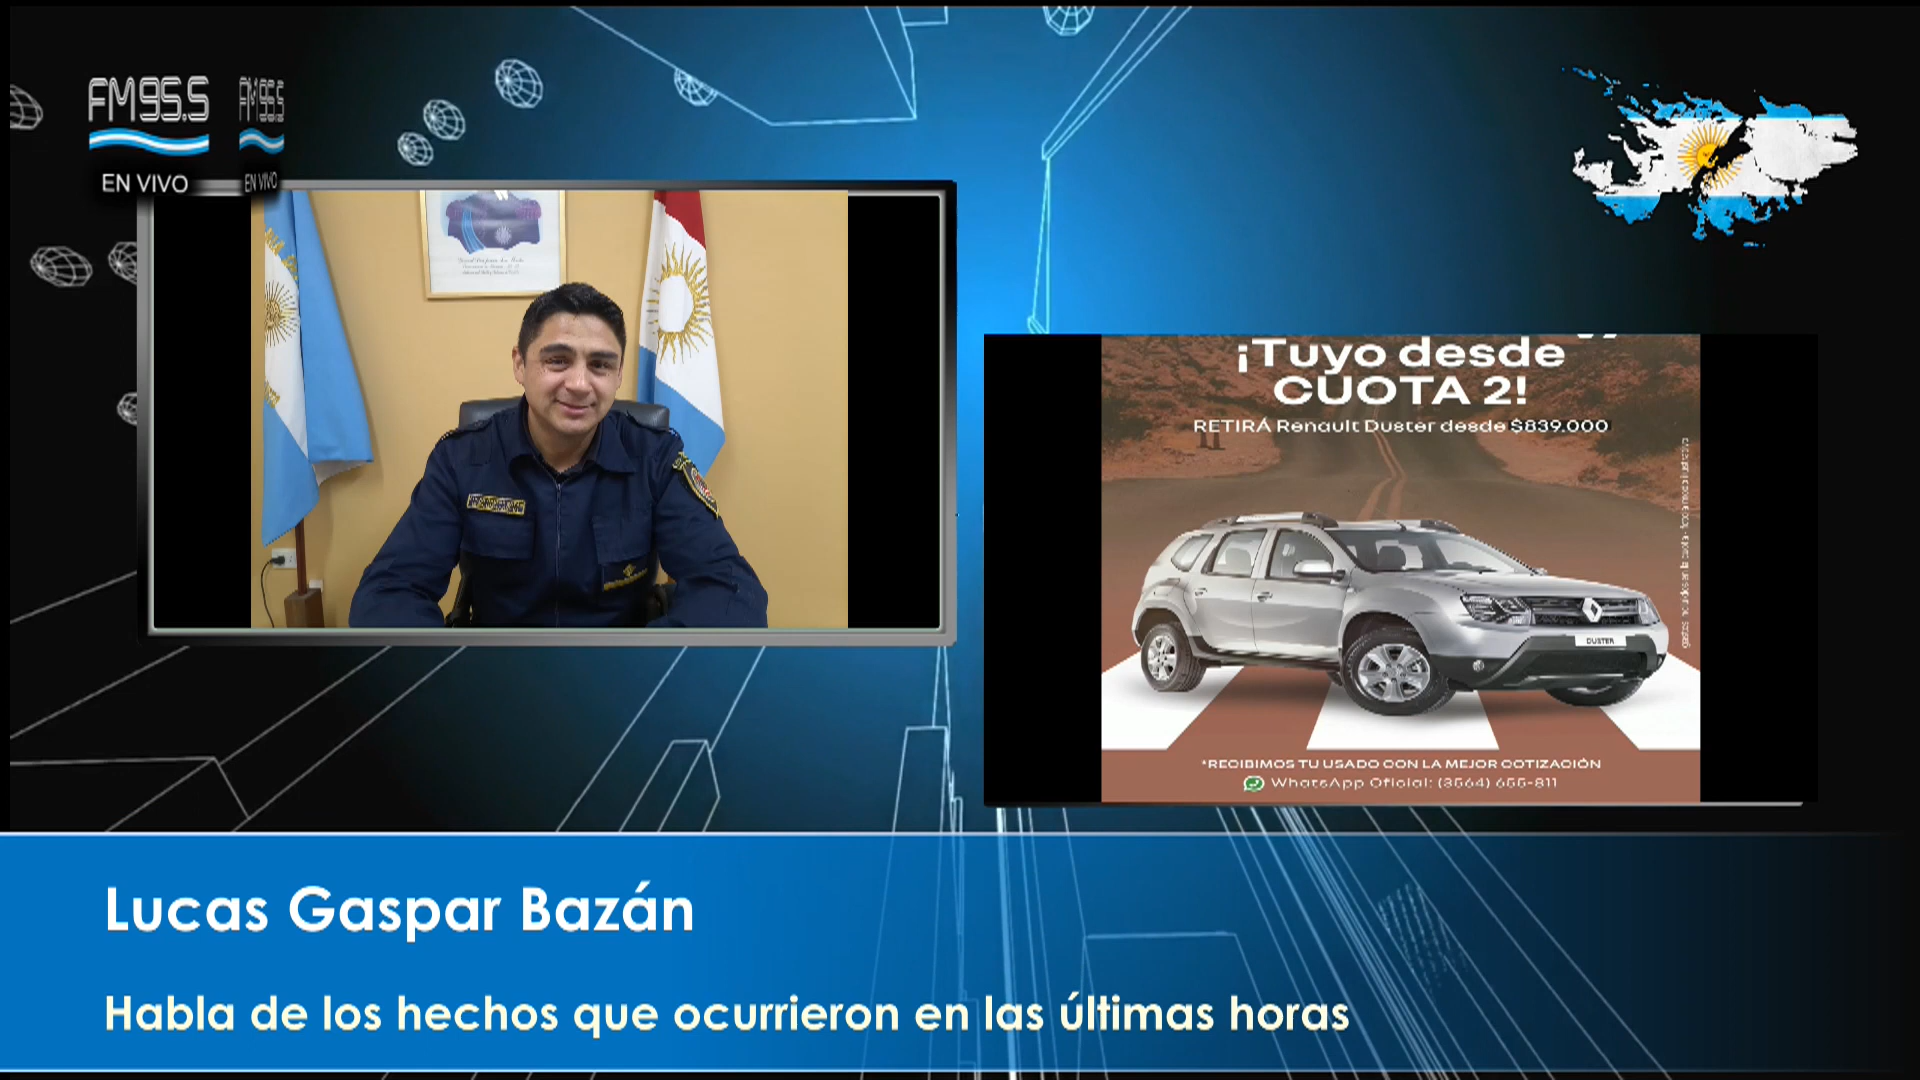 FM95.5
FM95.5
EN VIVO
EN VIVO
¡Tuyo desde
CUOTA 2!
RETIRÁ Renault Duster desde $839.000
DUSTER
*RECIBIMOS TU USADO CON LA MEJOR COTIZACIÓN
WhatsApp Oficial: (3564) 655-811
Lucas Gaspar Bazán
Habla de los hechos que ocurrieron en las últimas horas